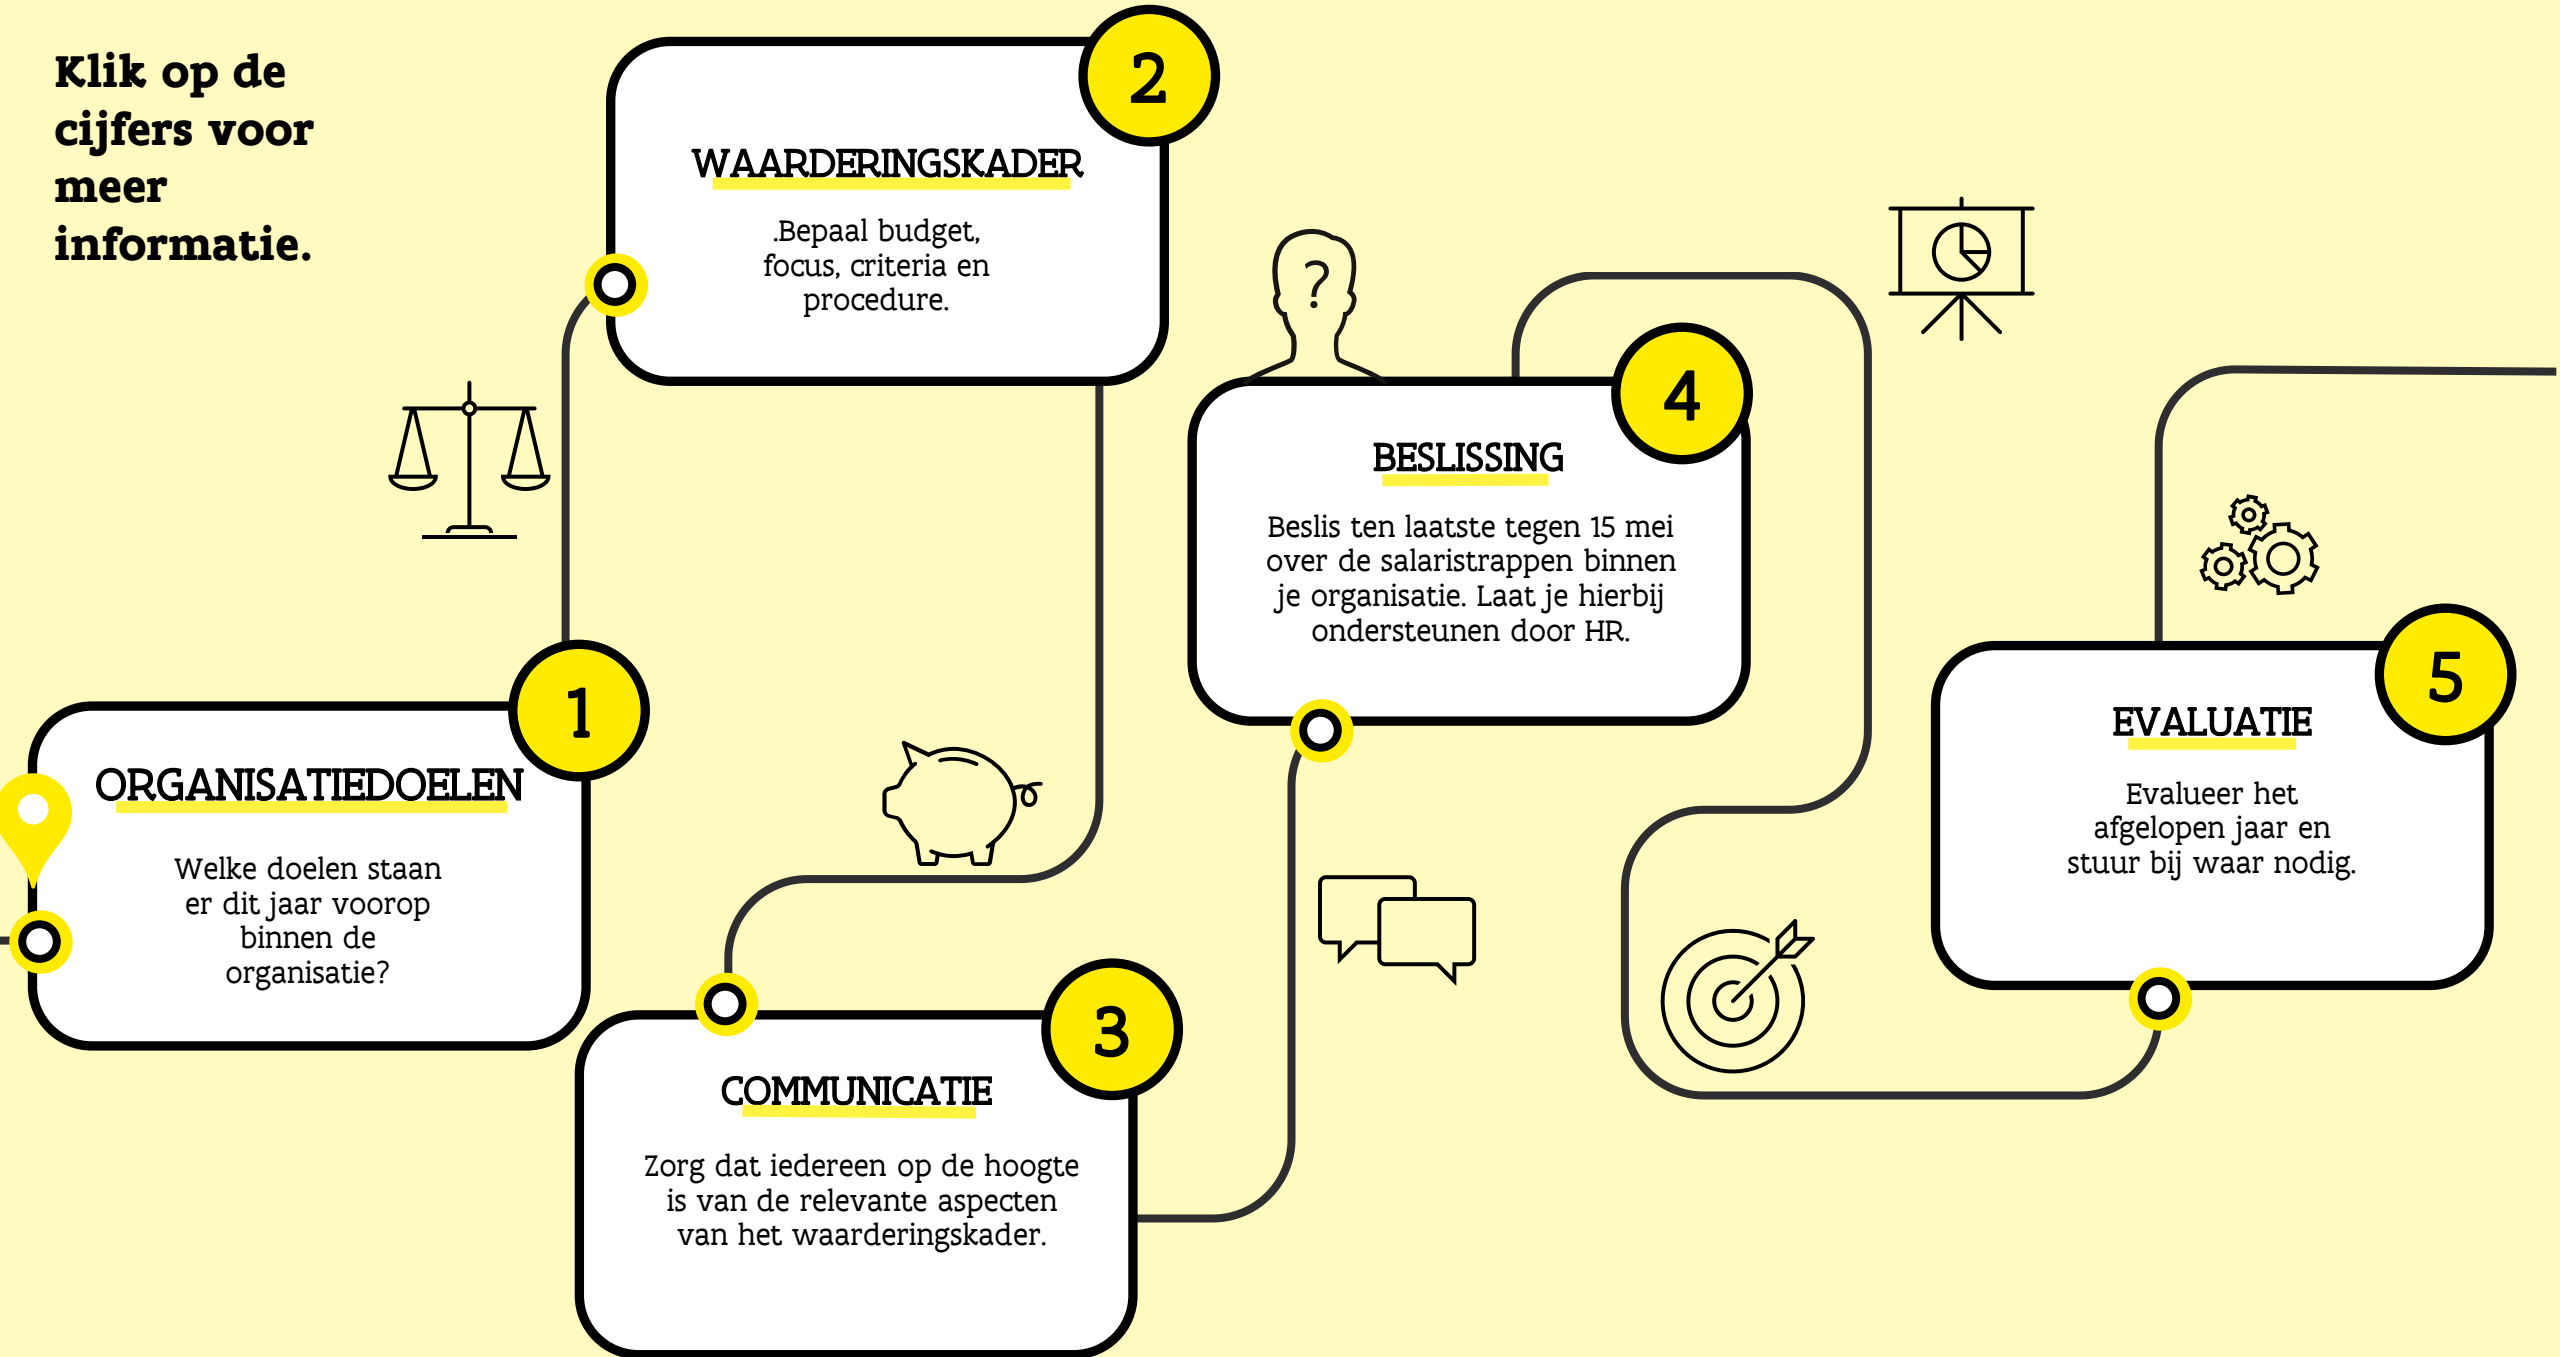 Klik op de
cijfers voor
meer
informatie.
1
ORGANISATIEDOELEN
Welke doelen staan
er dit jaar voorop
binnen de
organisatie?
2
WAARDERINGSKADER
.Bepaal budget,
focus, criteria en
procedure.
3
COMMUNICATIE
Zorg dat iedereen op de hoogte
is van de relevante aspecten
van het waarderingskader.
?
4
BESLISSING
Beslis ten laatste tegen 15 mei
over de salaristrappen binnen
je organisatie. Laat je hierbij
ondersteunen door HR.
5
EVALUATIE
Evalueer het
afgelopen jaar en
stuur bij waar nodig.